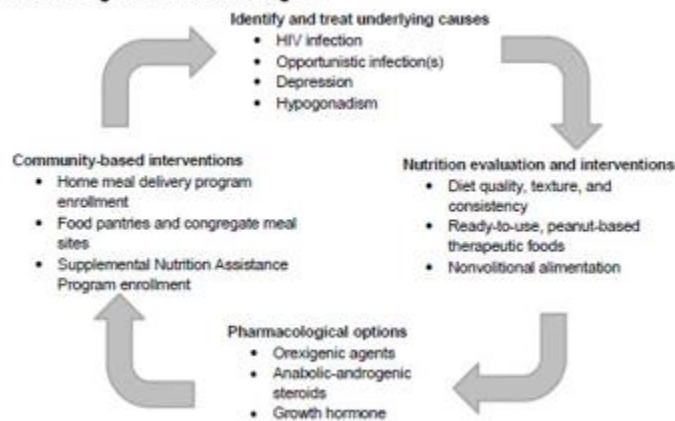 Identify and treat underlying causes
• HIV infection
• Opportunistic infection(s)
• Depression
• Hypogonadism
Nutrition evaluation and interventions
• Diet quality, texture, and
consistency
• Ready-to-use, peanut-based
therapeutic foods
• Nonvolitional alimentation
Pharmacological options
• Orexigenic agents
• Anabolic-androgenic
steroids
• Growth hormone
Community-based interventions
• Home meal delivery program
enrollment
• Food pantries and congregate meal
sites
• Supplemental Nutrition Assistance
Program enrollment